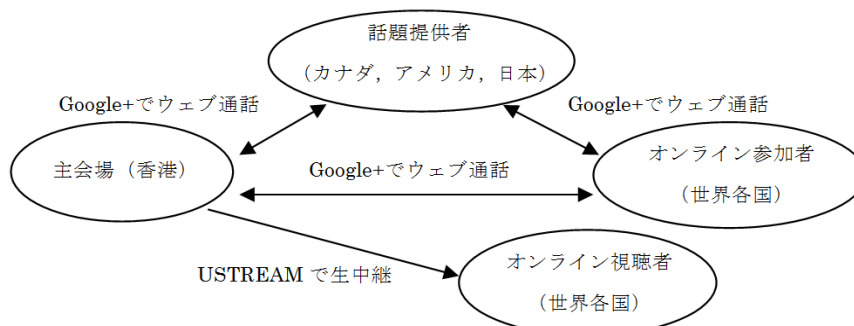 話題提供者
（カナダ，アメリカ，日本）
Google+でウェブ通話
Google+でウェブ通話
主会場（香港）
Google+でウェブ通話
オンライン参加者
（世界各国）
USTREAM で生中継
オンライン視聴者
（世界各国）